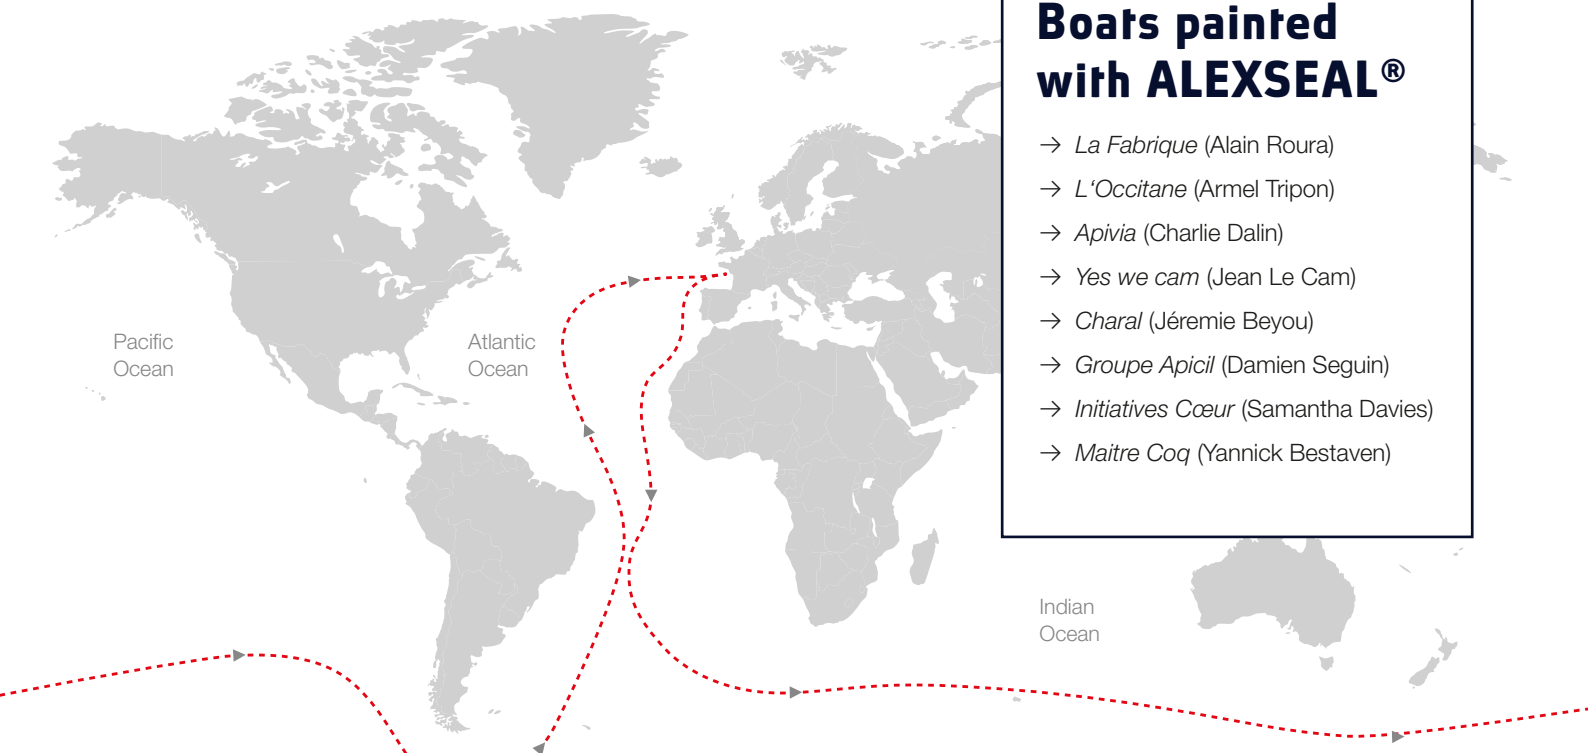 Boats painted
with ALEXSEAL®
→ La Fabrique (Alain Roura)
→ L‘Occitane (Armel Tripon)
→ Apivia (Charlie Dalin)
→ Yes we cam (Jean Le Cam)
→ Charal (Jéremie Beyou)
→ Groupe Apicil (Damien Seguin)
→ Initiatives Cœur (Samantha Davies)
→ Maitre Coq (Yannick Bestaven)
Pacific
Ocean
Atlantic
Ocean
Indian
Ocean